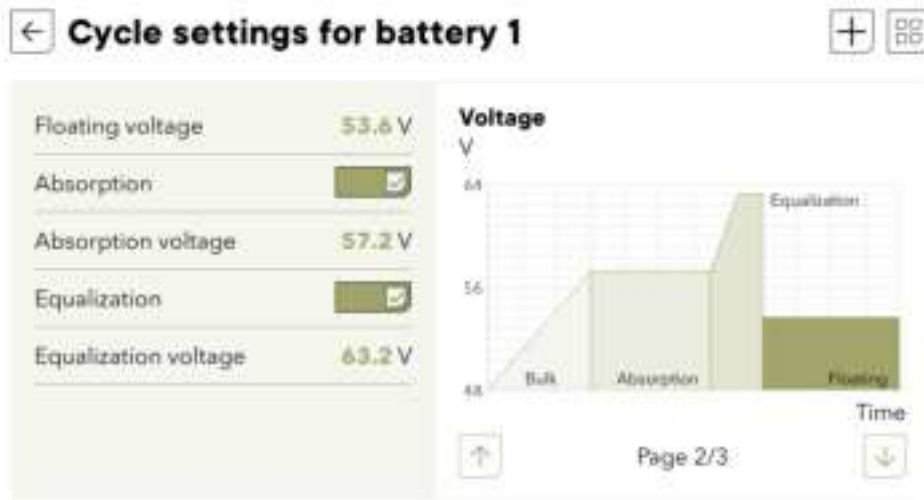 Cycle settings for battery 1
Floating voltage 53.6 V
Absorption
Absorption voltage 57.2 V
Equalization
Equalization voltage 63.2 V
Voltage
V
64
Equalization
56
48
Bulk Absorption Floating
Time
Page 2/3